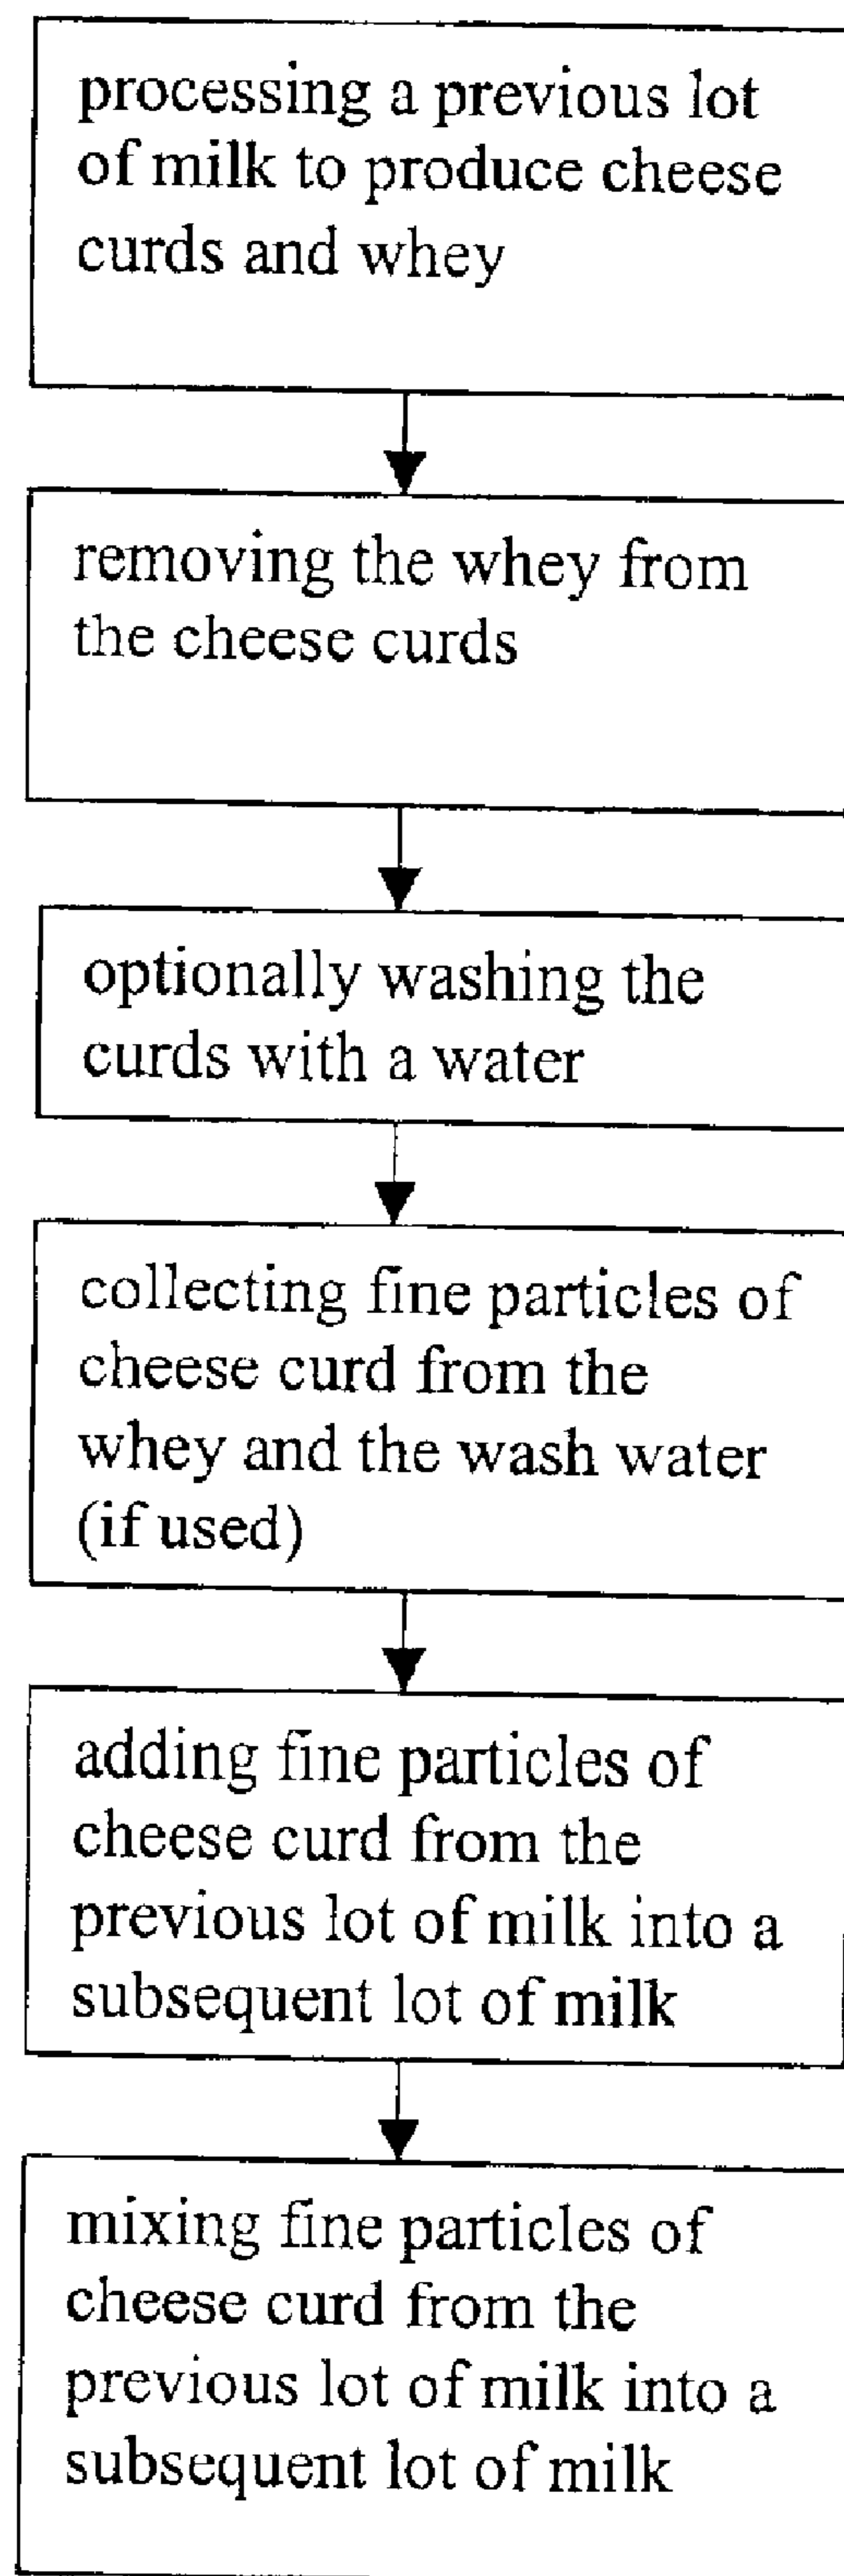 processing a previous lot
of milk to produce cheese
curds and whey
removing the whey from
the cheese curds
optionally washing the
curds with a water
collecting fine particles of
cheese curd from the
whey and the wash water
(if used)
adding fine particles of
cheese curd from the
previous lot of milk into a
subsequent lot of milk
mixing fine particles of
cheese curd from the
previous lot of milk into a
subsequent lot of milk